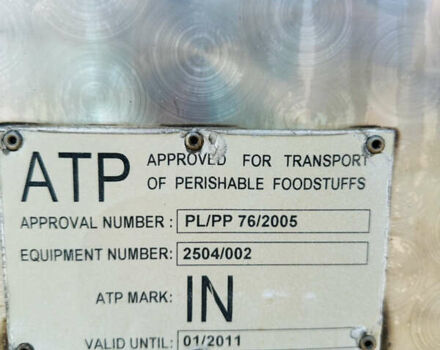 ATP APPROVED FOR TRANSPORT
OF PERISHABLE FOODSTUFFS
APPROVAL NUMBER : PL/PP 76/2005
EQUIPMENT NUMBER: 2504/002
ATP MARK: IN
VALID UNTIL: 01/2011